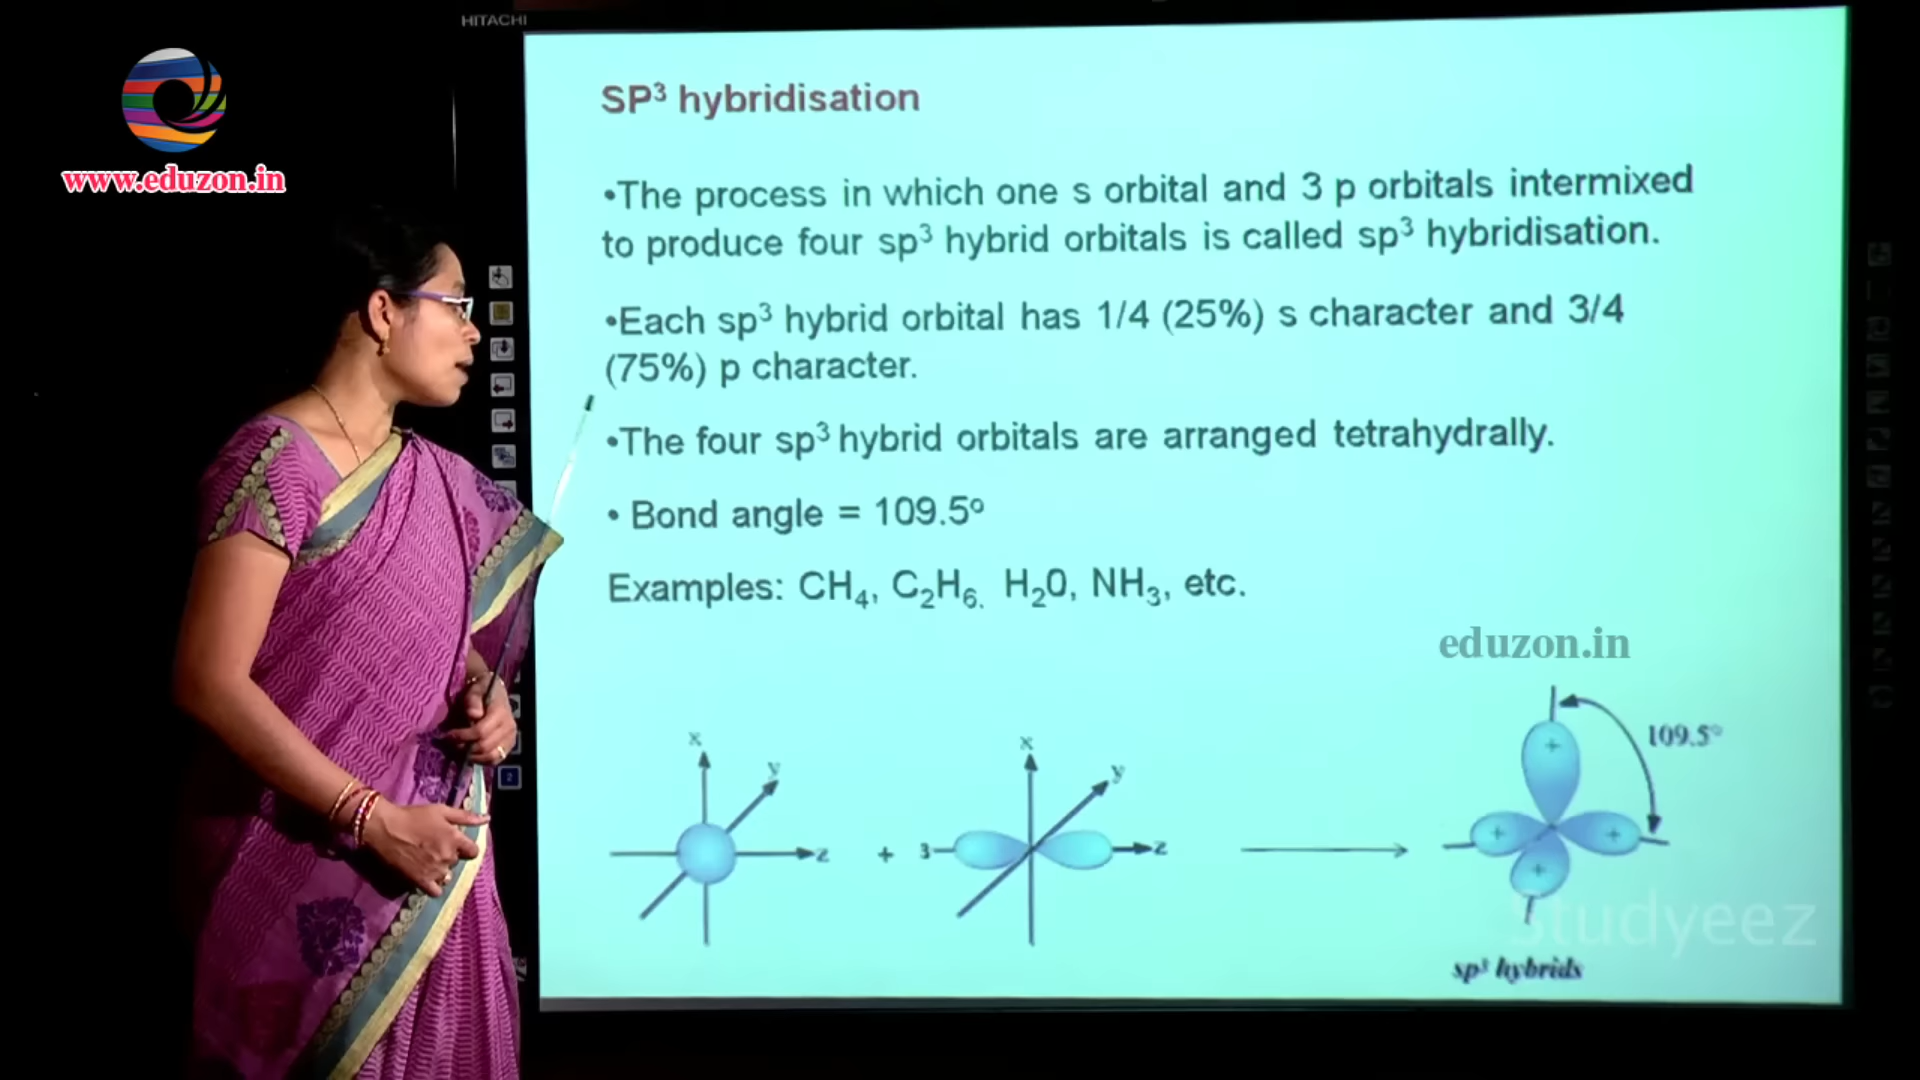 HITACHI
www.eduzon.in
SP³ hybridisation
•The process in which one s orbital and 3 p orbitals intermixed
to produce four sp³ hybrid orbitals is called sp³ hybridisation.
•Each sp³ hybrid orbital has 1/4 (25%) s character and 3/4
(75%) p character.
•The four sp³ hybrid orbitals are arranged tetrahydrally.
• Bond angle = 109.5º
Examples: CH₄, C₂H₆. H₂0, NH₃, etc.
eduzon.in
x
y
z
+
3
x
y
z
109.5°
+
+
+
+
Studyeez
sp³ hybrids
2